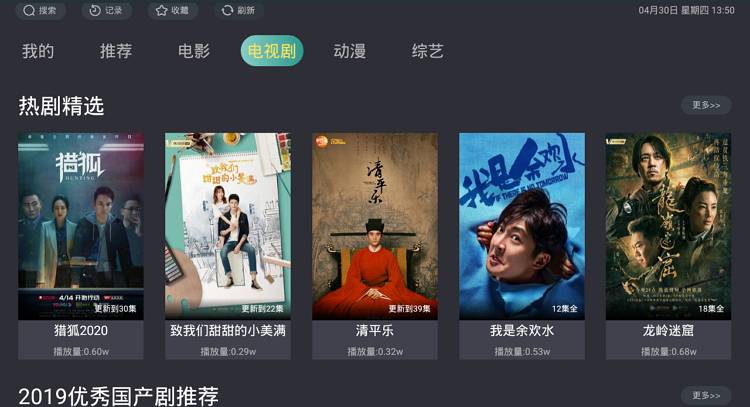 搜索 记录 收藏 刷新 04月30日 星期四 13:50
我的 推荐 电影 电视剧 动漫 综艺
热剧精选 更多>>
猎狐
HUNTING
4/14 开始行动
更新到30集
猎狐2020
播放量:0.60w
致我们
甜甜的小美满
更新到22集
致我们甜甜的小美满
播放量:0.29w
清平乐
更新到39集
清平乐
播放量:0.32w
我是余欢水
IF THERE IS NO TOMORROW
12集全
我是余欢水
播放量:0.53w
龙岭迷窟
18集全
龙岭迷窟
播放量:0.68w
2019优秀国产剧推荐 更多>>